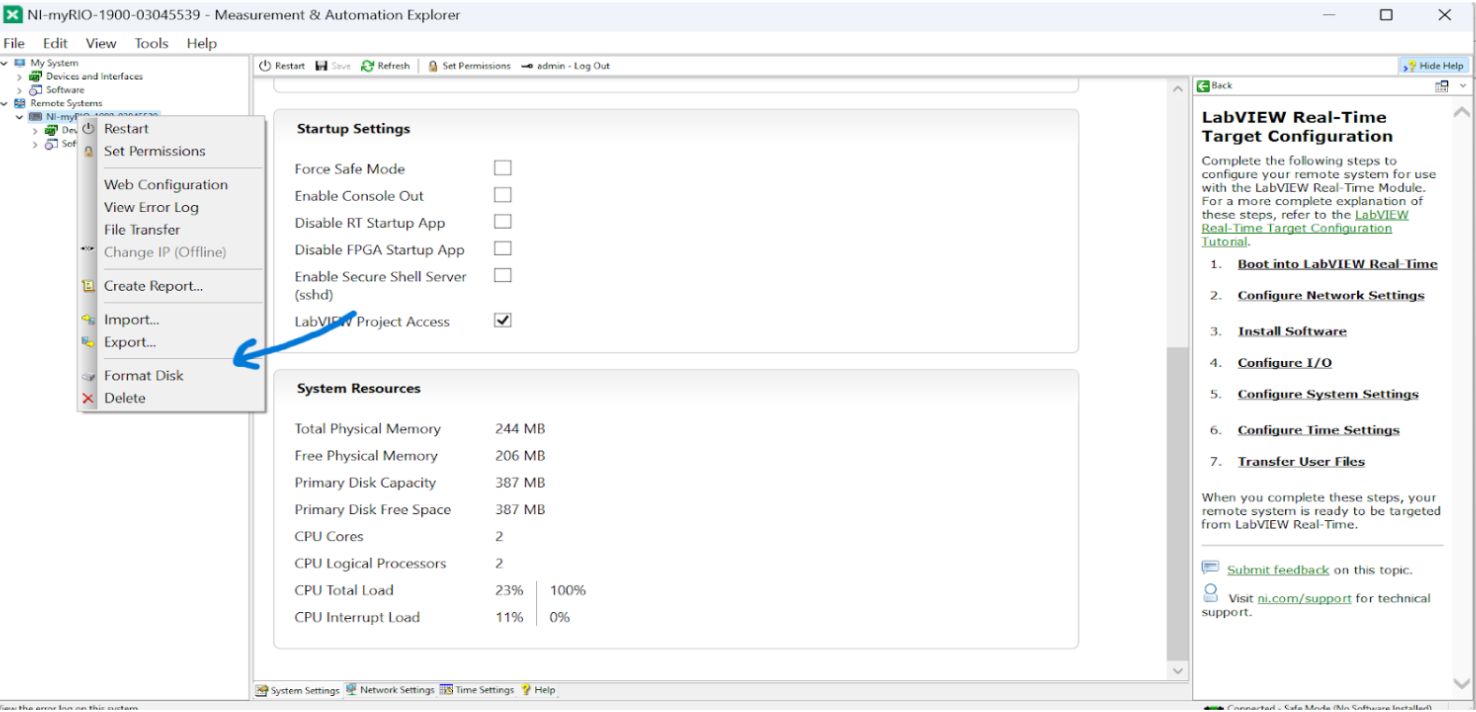 NI-myRIO-1900-03045539 - Measurement & Automation Explorer
File Edit View Tools Help
My System
Devices and Interfaces
Software
Remote Systems
NI-myRIO-1900-03045539
Dev
Sof
Restart
Set Permissions
Web Configuration
View Error Log
File Transfer
Change IP (Offline)
Create Report...
Import...
Export...
Format Disk
Delete
Restart Save Refresh Set Permissions admin - Log Out
Hide Help
Startup Settings
Force Safe Mode
Enable Console Out
Disable RT Startup App
Disable FPGA Startup App
Enable Secure Shell Server
(sshd)
LabVIEW Project Access
System Resources
Total Physical Memory 244 MB
Free Physical Memory 206 MB
Primary Disk Capacity 387 MB
Primary Disk Free Space 387 MB
CPU Cores 2
CPU Logical Processors 2
CPU Total Load 23% 100%
CPU Interrupt Load 11% 0%
System Settings Network Settings Time Settings Help
Back
LabVIEW Real-Time
Target Configuration
Complete the following steps to
configure your remote system for use
with the LabVIEW Real-Time Module.
For a more complete explanation of
these steps, refer to the LabVIEW
Real-Time Target Configuration
Tutorial.
1. Boot into LabVIEW Real-Time
2. Configure Network Settings
3. Install Software
4. Configure I/O
5. Configure System Settings
6. Configure Time Settings
7. Transfer User Files
When you complete these steps, your
remote system is ready to be targeted
from LabVIEW Real-Time.
Submit feedback on this topic.
Visit ni.com/support for technical
support.
View the error log on this system
Connected - Safe Mode (No Software Installed)